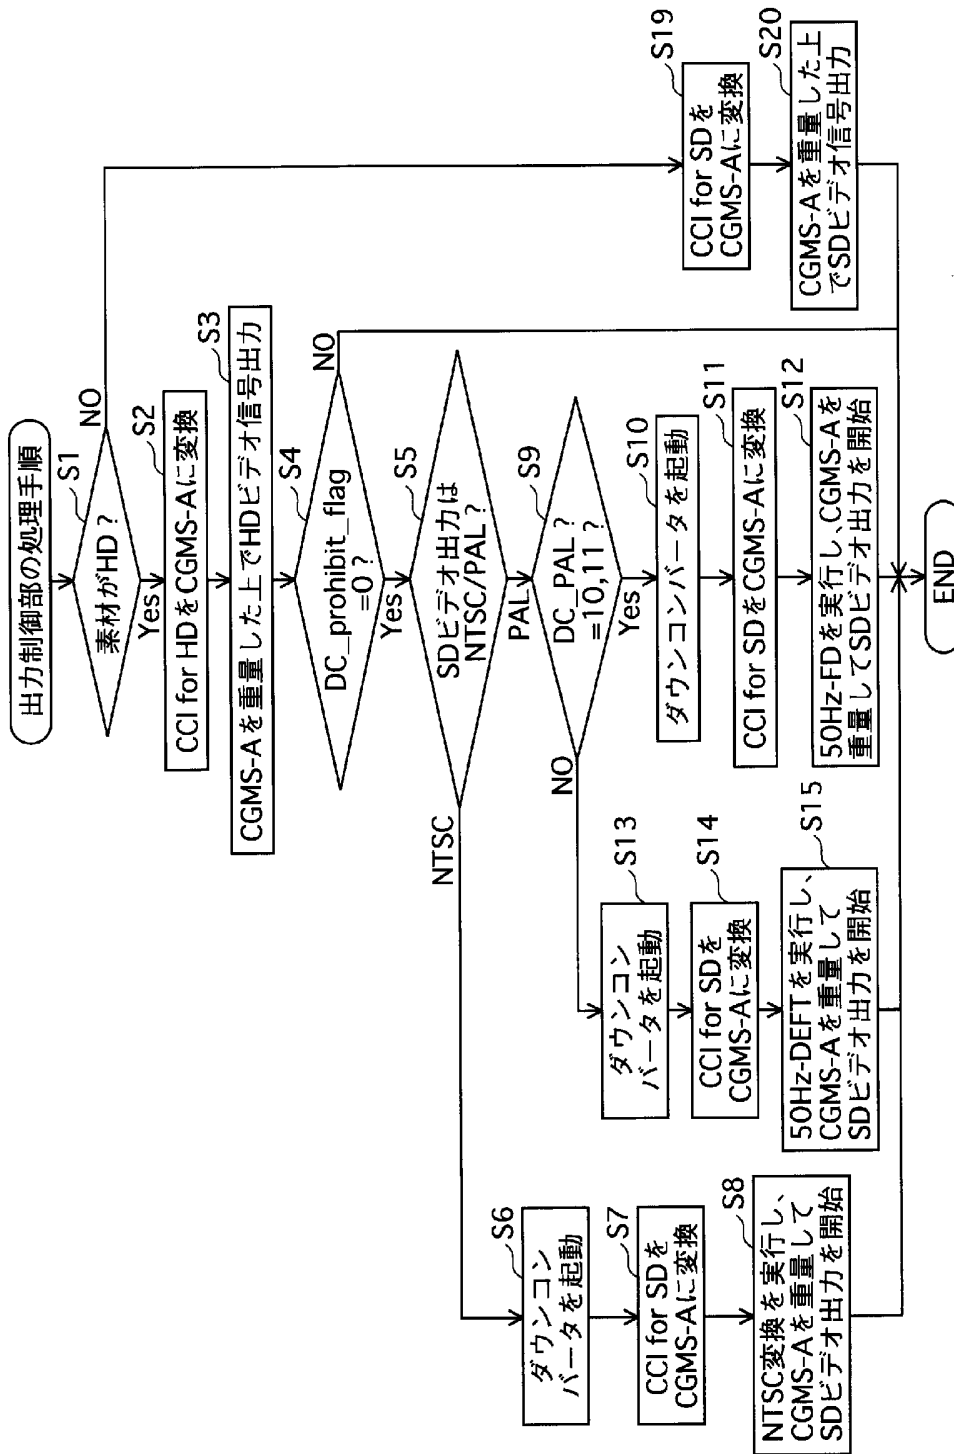 出力制御部の処理手順
S1
素材がHD?
NO
Yes
S2
CCI for HDをCGMS-Aに変換
S3
CGMS-Aを重量した上でHDビデオ信号出力
S4
DC_prohibit_flag
=0?
NO
Yes
S5
SDビデオ出力は
NTSC/PAL?
NTSC
PAL
S9
DC_PAL?
=10,11?
NO
Yes
S10
ダウンコンバータを起動
S11
CCI for SDをCGMS-Aに変換
S12
50Hz-FDを実行し、CGMS-Aを
重量してSDビデオ出力を開始
S13
ダウンコン
バータを起動
S14
CCI for SDを
CGMS-Aに変換
S15
50Hz-DEFTを実行し、
CGMS-Aを重量して
SDビデオ出力を開始
S6
ダウンコン
バータを起動
S7
CCI for SDを
CGMS-Aに変換
S8
NTSC変換を実行し、
CGMS-Aを重量して
SDビデオ出力を開始
S19
CCI for SDを
CGMS-Aに変換
S20
CGMS-Aを重量した上
でSDビデオ信号出力
END